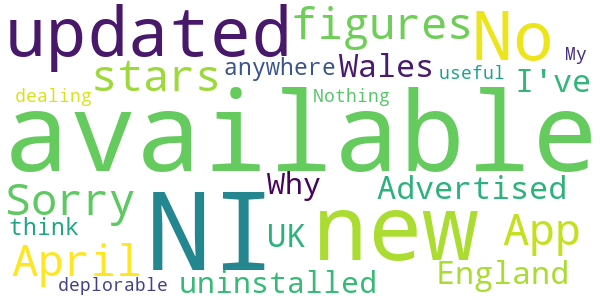 updated figures No
stars anywhere Wales useful I've My
dealing Nothing
available
Sorry NI Why new Advertised
think UK App
April England
deplorable uninstalled